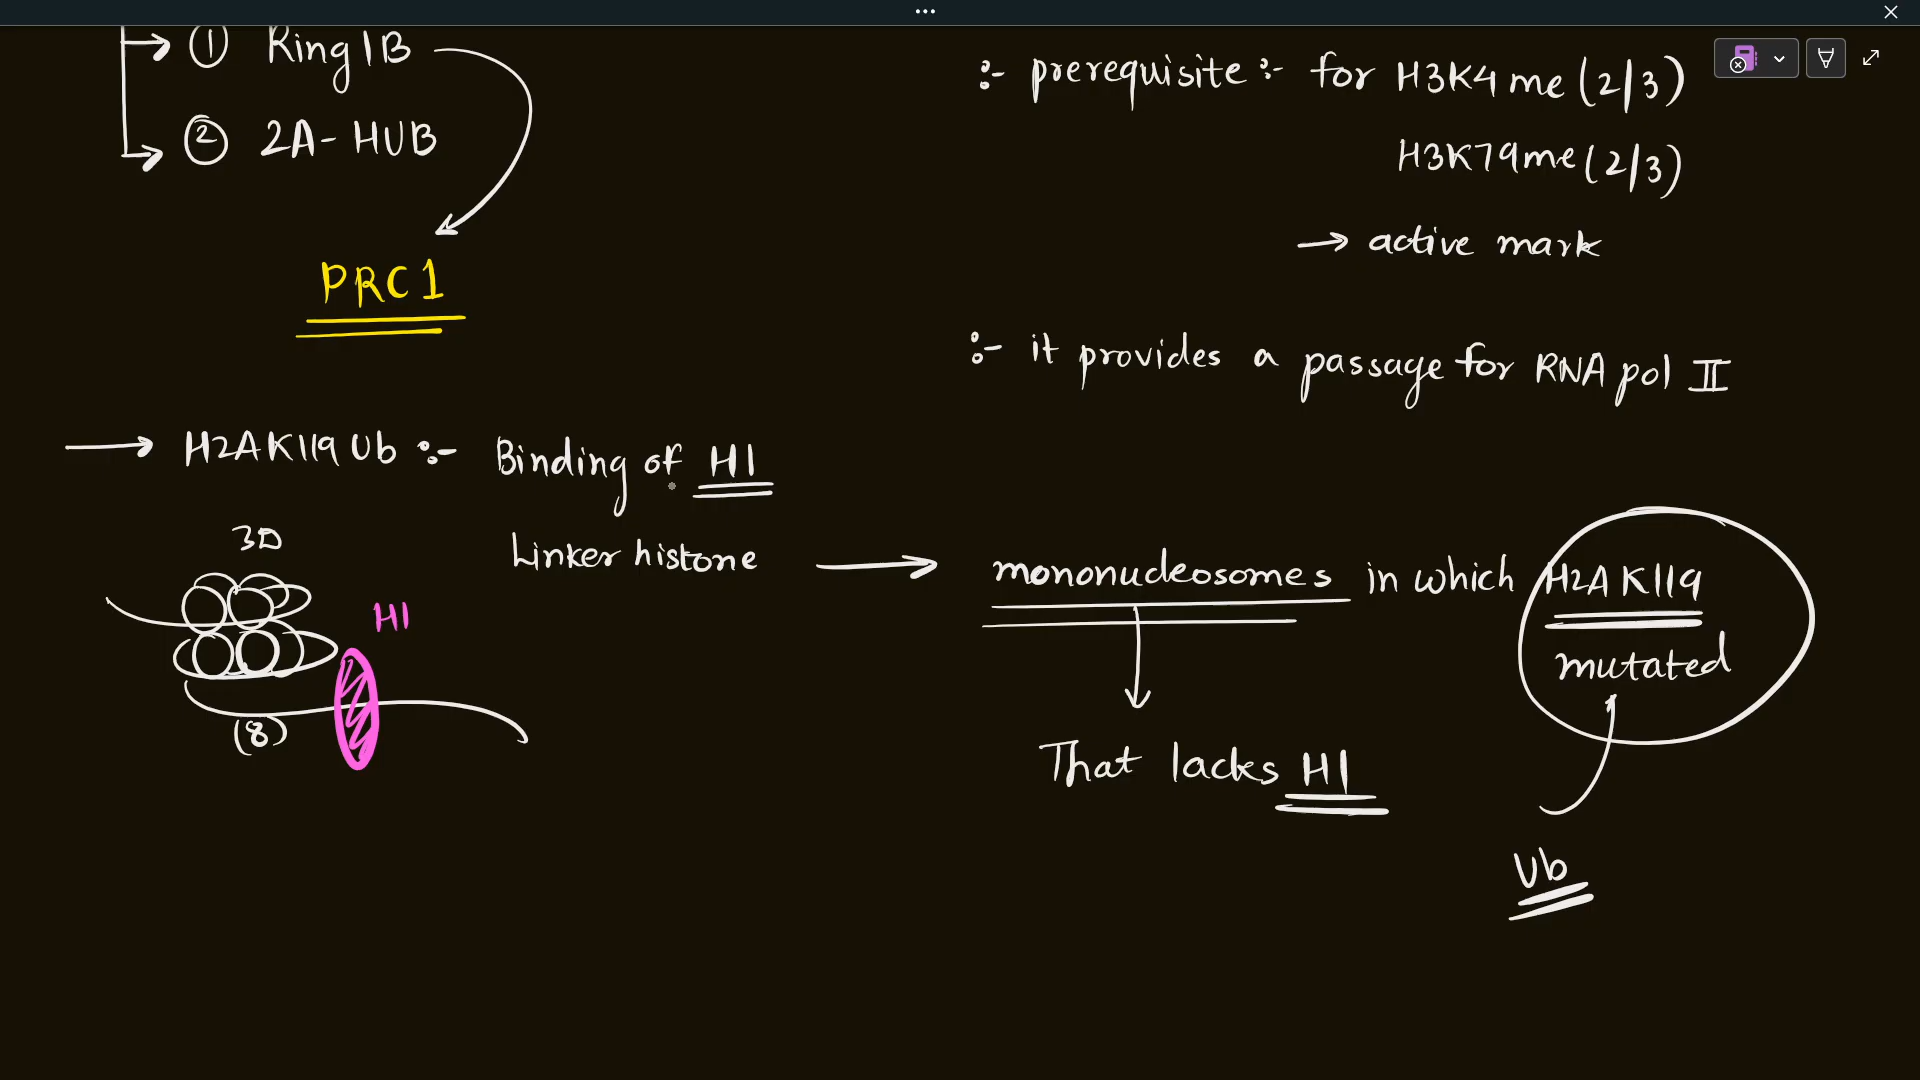 ① Ring1B
② 2A-HUB
PRC1
:- prerequisite :- for H3K4me(2/3)
H3K79me(2/3)
→ active mark
:- it provides a passage for RNA pol II
→ H2AK119Ub :- Binding of H1
Linker histone → mononucleosomes in which H2AK119
mutated
That lacks H1
Ub
3D
H1
(8)